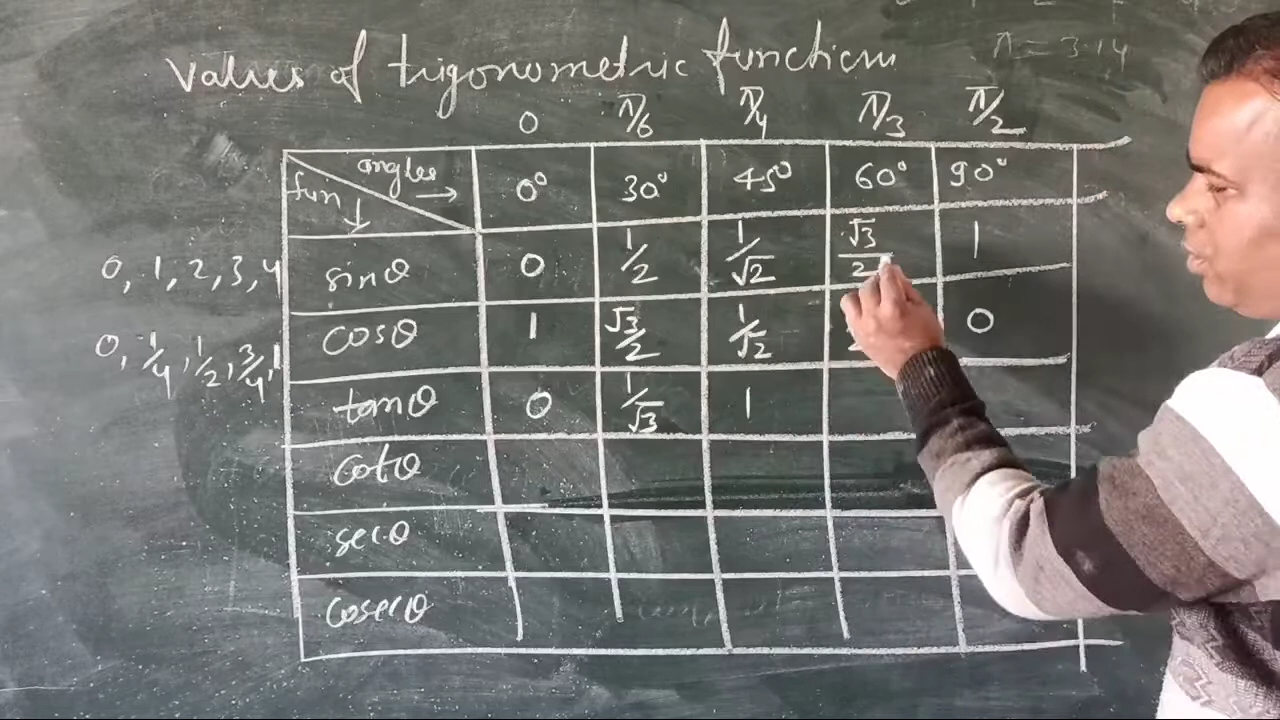 Values of trigonometric functions
π = 3.14
0 π/6 π/4 π/3 π/2
angles → fun ↓ 0° 30° 45° 60° 90°
0, 1, 2, 3, 4 sinθ 0 1/2 1/√2 √3/2 1
0, 1/4, 1/2, 3/4, 1 cosθ 1 √3/2 1/√2 0
tanθ 0 1/√3 1
cotθ
secθ
cosecθ